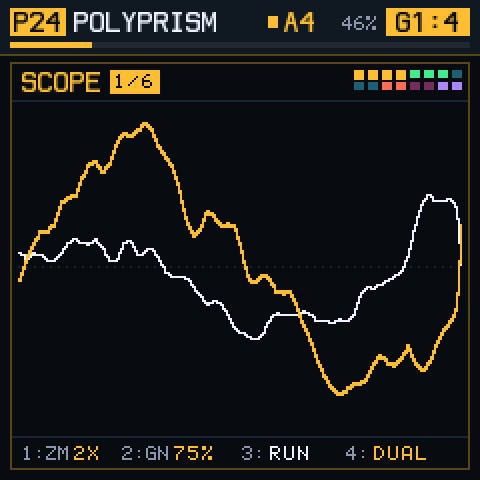 P24 POLYPRISM A4 46% G1:4
SCOPE 1/6
1:ZM 2X 2:GN 75% 3: RUN 4: DUAL